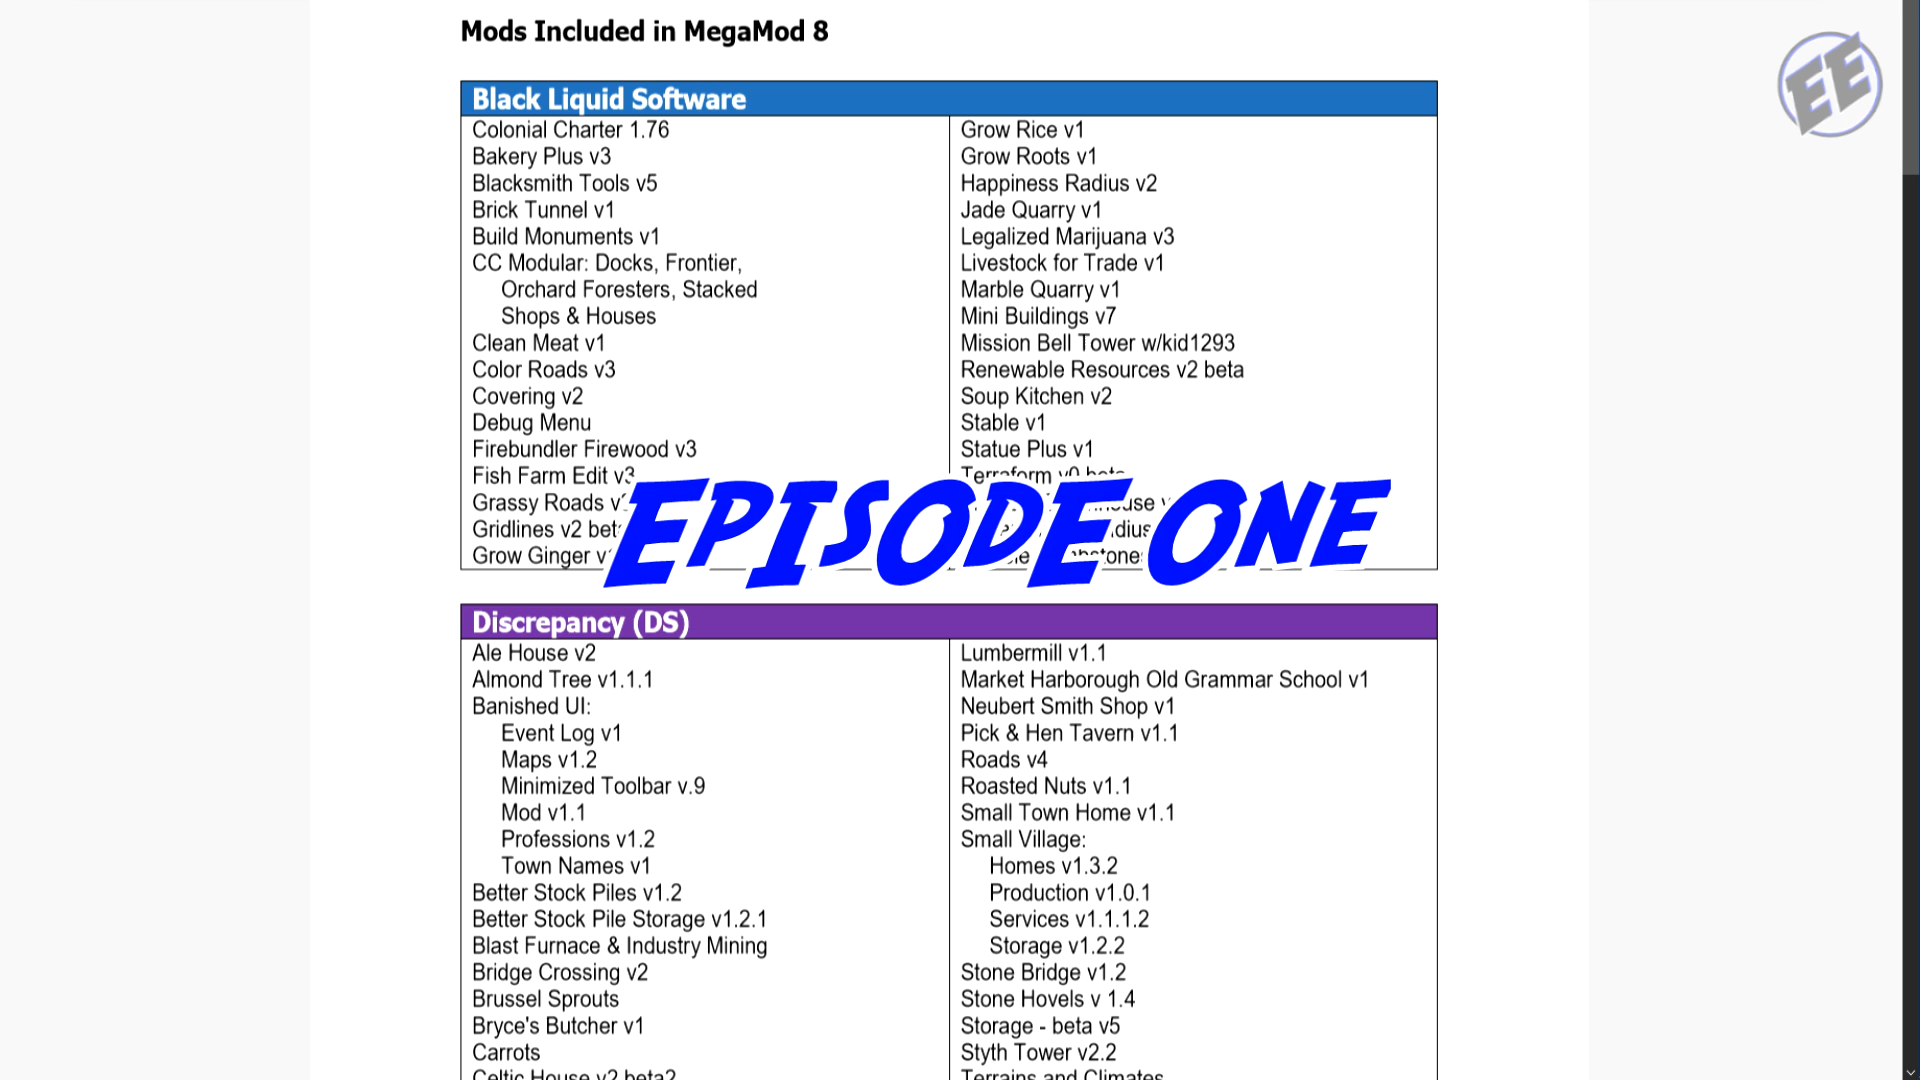 Mods Included in MegaMod 8
EE
Black Liquid Software
Colonial Charter 1.76
Bakery Plus v3
Blacksmith Tools v5
Brick Tunnel v1
Build Monuments v1
CC Modular: Docks, Frontier,
Orchard Foresters, Stacked
Shops & Houses
Clean Meat v1
Color Roads v3
Covering v2
Debug Menu
Firebundler Firewood v3
Fish Farm Edit v3
Grassy Roads
Gridlines v2
Grow Ginger
Grow Rice v1
Grow Roots v1
Happiness Radius v2
Jade Quarry v1
Legalized Marijuana v3
Livestock for Trade v1
Marble Quarry v1
Mini Buildings v7
Mission Bell Tower w/kid1293
Renewable Resources v2 beta
Soup Kitchen v2
Stable v1
Statue Plus v1
Terraform v0 beta
EPISODE ONE
Discrepancy (DS)
Ale House v2
Almond Tree v1.1.1
Banished UI:
Event Log v1
Maps v1.2
Minimized Toolbar v.9
Mod v1.1
Professions v1.2
Town Names v1
Better Stock Piles v1.2
Better Stock Pile Storage v1.2.1
Blast Furnace & Industry Mining
Bridge Crossing v2
Brussel Sprouts
Bryce's Butcher v1
Carrots
Celtic House v2 beta2
Lumbermill v1.1
Market Harborough Old Grammar School v1
Neubert Smith Shop v1
Pick & Hen Tavern v1.1
Roads v4
Roasted Nuts v1.1
Small Town Home v1.1
Small Village:
Homes v1.3.2
Production v1.0.1
Services v1.1.1.2
Storage v1.2.2
Stone Bridge v1.2
Stone Hovels v 1.4
Storage - beta v5
Styth Tower v2.2
Terrains and Climates